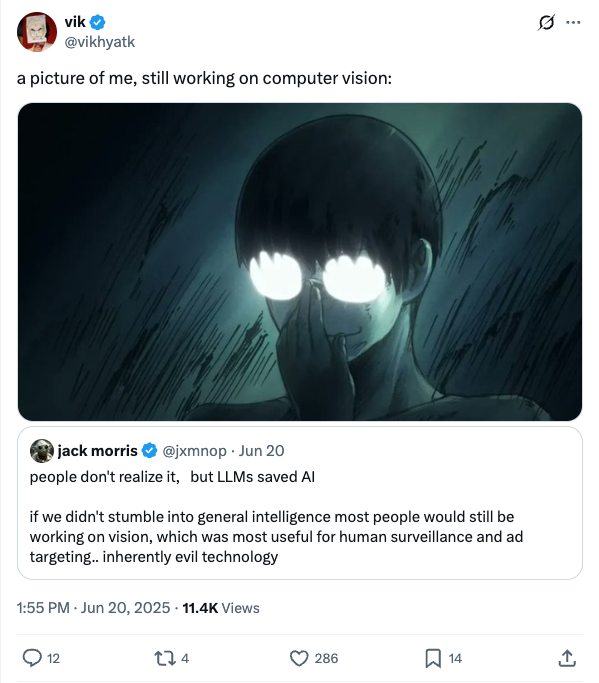 vik
@vikhyatk
a picture of me, still working on computer vision:
jack morris @jxmnop · Jun 20
people don't realize it, but LLMs saved AI
if we didn't stumble into general intelligence most people would still be
working on vision, which was most useful for human surveillance and ad
targeting.. inherently evil technology
1:55 PM · Jun 20, 2025 · 11.4K Views
12 4 286 14